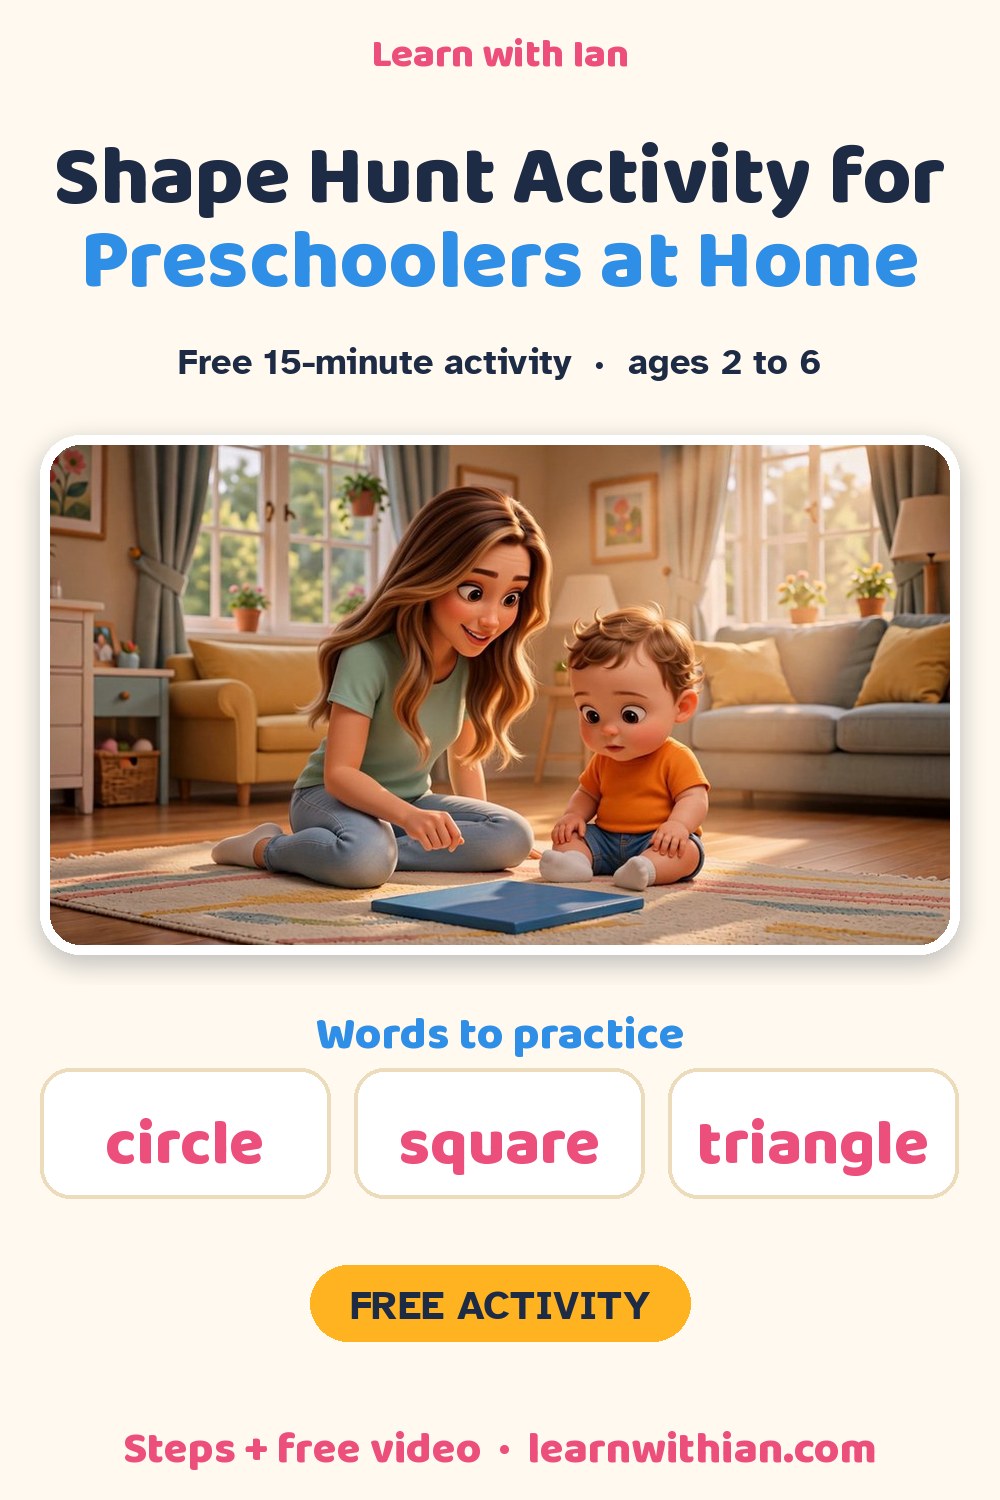 Learn with Ian
Shape Hunt Activity for
Preschoolers at Home
Free 15-minute activity · ages 2 to 6
Words to practice
circle square triangle
FREE ACTIVITY
Steps + free video · learnwithian.com